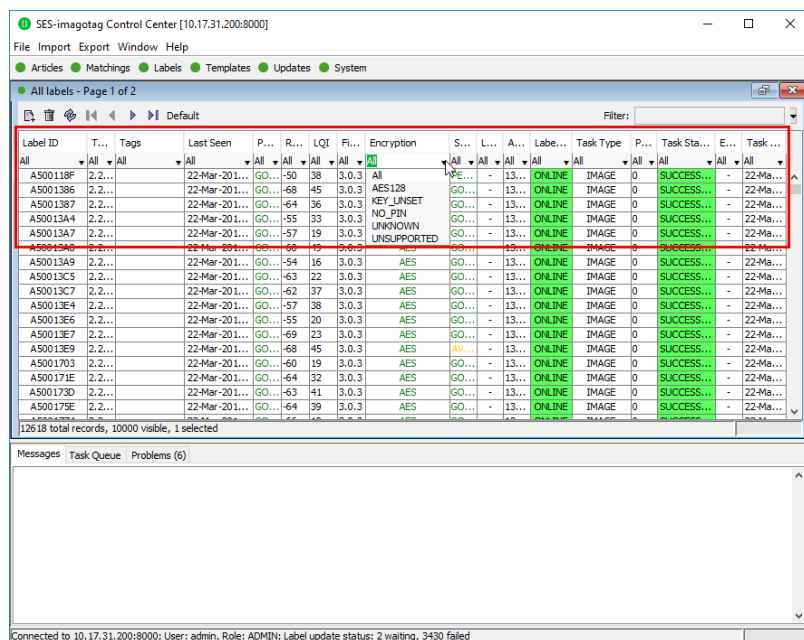 SES-imagotag Control Center [10.17.31.200:8000]
File Import Export Window Help
Articles Matchings Labels Templates Updates System
All labels - Page 1 of 2
Default Filter:
Label ID T... Tags Last Seen P... R... LQI Fi... Encryption S... L... A... Labe... Task Type P... Task Sta... E... Task ...
All All All All All All All All All All All All All All All All All All
A500118F 2.2... 22-Mar-201... GO... -50 38 3.0.3 All - 13... ONLINE IMAGE 0 SUCCESS... - 22-Ma...
A5001386 2.2... 22-Mar-201... GO... -68 45 3.0.3 AES128 GO... - 13... ONLINE IMAGE 0 SUCCESS... - 22-Ma...
A5001387 2.2... 22-Mar-201... GO... -64 36 3.0.3 KEY_UNSET GO... - 13... ONLINE IMAGE 0 SUCCESS... - 22-Ma...
A50013A4 2.2... 22-Mar-201... GO... -55 33 3.0.3 NO_PIN GO... - 13... ONLINE IMAGE 0 SUCCESS... - 22-Ma...
A50013A7 2.2... 22-Mar-201... GO... -57 19 3.0.3 UNKNOWN GO... - 13... ONLINE IMAGE 0 SUCCESS... - 22-Ma...
UNSUPPORTED
A50013A9 2.2... 22-Mar-201... GO... -54 16 3.0.3 AES GO... - 13... ONLINE IMAGE 0 SUCCESS... - 22-Ma...
A50013C5 2.2... 22-Mar-201... GO... -63 22 3.0.3 AES GO... - 13... ONLINE IMAGE 0 SUCCESS... - 22-Ma...
A50013C7 2.2... 22-Mar-201... GO... -62 37 3.0.3 AES GO... - 13... ONLINE IMAGE 0 SUCCESS... - 22-Ma...
A50013E4 2.2... 22-Mar-201... GO... -57 38 3.0.3 AES GO... - 13... ONLINE IMAGE 0 SUCCESS... - 22-Ma...
A50013E6 2.2... 22-Mar-201... GO... -55 20 3.0.3 AES GO... - 13... ONLINE IMAGE 0 SUCCESS... - 22-Ma...
A50013E7 2.2... 22-Mar-201... GO... -69 23 3.0.3 AES GO... - 13... ONLINE IMAGE 0 SUCCESS... - 22-Ma...
A50013E9 2.2... 22-Mar-201... GO... -68 45 3.0.3 AES AV... - 13... ONLINE IMAGE 0 SUCCESS... - 22-Ma...
A5001703 2.2... 22-Mar-201... GO... -60 19 3.0.3 AES GO... - 13... ONLINE IMAGE 0 SUCCESS... - 22-Ma...
A500171E 2.2... 22-Mar-201... GO... -64 32 3.0.3 AES GO... - 13... ONLINE IMAGE 0 SUCCESS... - 22-Ma...
A500173D 2.2... 22-Mar-201... GO... -63 41 3.0.3 AES GO... - 13... ONLINE IMAGE 0 SUCCESS... - 22-Ma...
A500175E 2.2... 22-Mar-201... GO... -64 39 3.0.3 AES GO... - 13... ONLINE IMAGE 0 SUCCESS... - 22-Ma...
12618 total records, 10000 visible, 1 selected
Messages Task Queue Problems (6)
Connected to 10.17.31.200:8000; User: admin, Role: ADMIN; Label update status: 2 waiting, 3430 failed